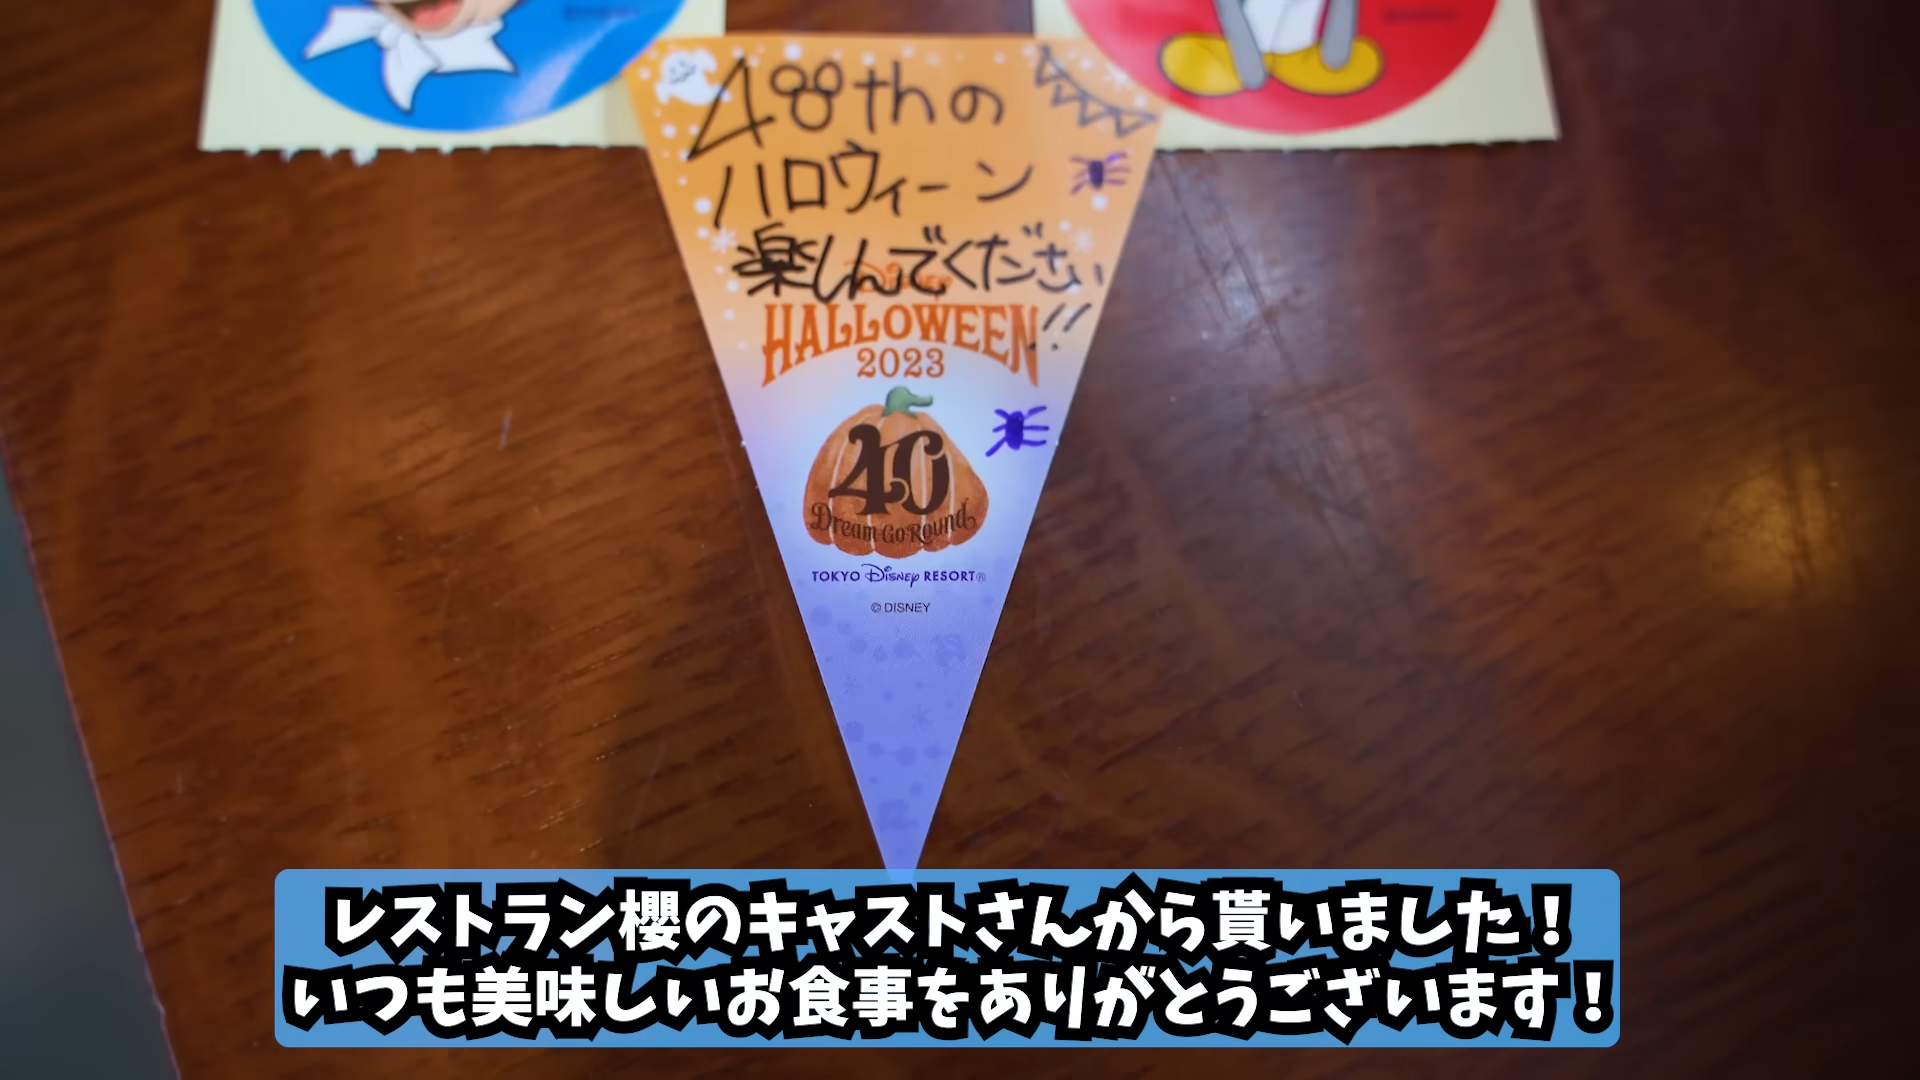 48thの
ハロウィーン
楽しんでください
!!
Disney
HALLOWEEN
2023
40
Dream Go Round
TOKYO Disney RESORT®
© DISNEY
レストラン櫻のキャストさんから貰いました！
いつも美味しいお食事をありがとうございます！